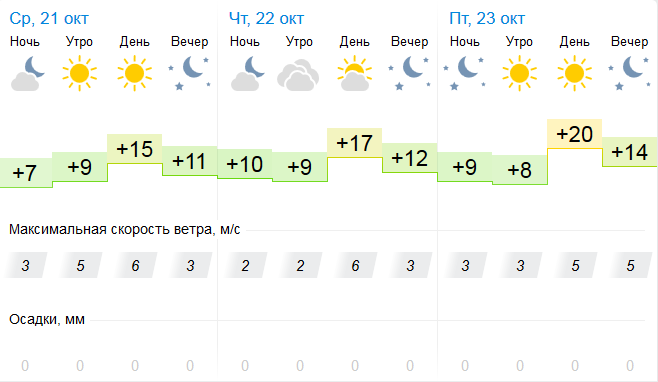 Ср, 21 окт Чт, 22 окт Пт, 23 окт
Ночь Утро День Вечер Ночь Утро День Вечер Ночь Утро День Вечер
+7 +9 +15 +11 +10 +9 +17 +12 +9 +8 +20 +14
Максимальная скорость ветра, м/с
3 5 6 3 2 2 6 3 3 3 5 5
Осадки, мм
0 0 0 0 0 0 0 0 0 0 0 0